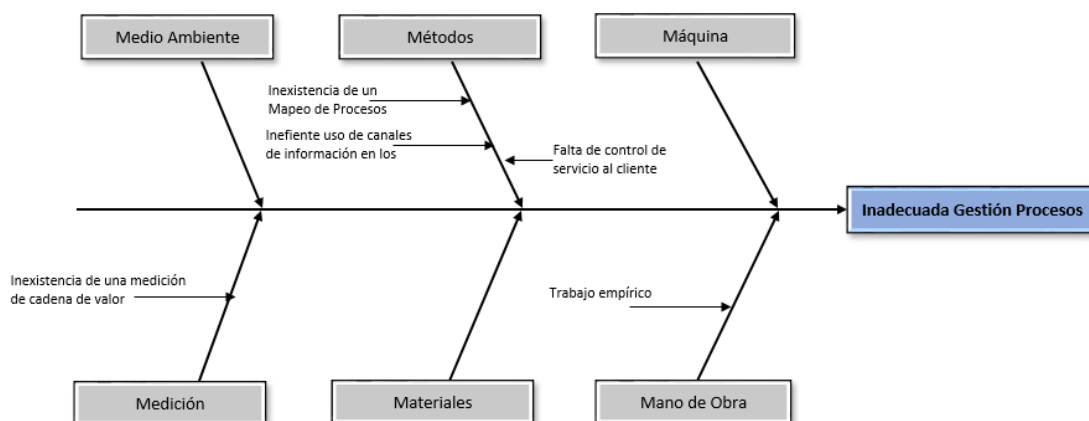 Medio Ambiente
Métodos
Máquina
Inexistencia de un
Mapeo de Procesos
Inefiente uso de canales
de información en los
Falta de control de
servicio al cliente
Inadecuada Gestión Procesos
Inexistencia de una medición
de cadena de valor
Trabajo empírico
Medición
Materiales
Mano de Obra